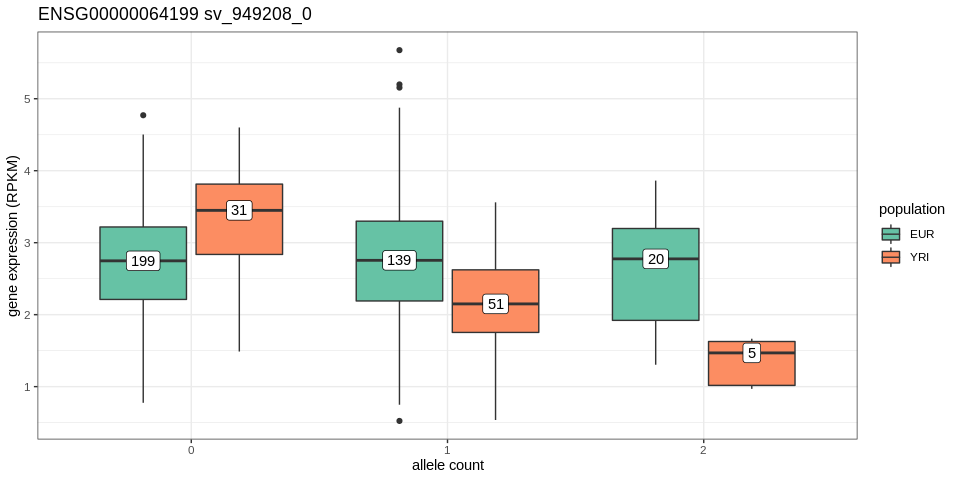 ENSG00000064199 sv_949208_0
gene expression (RPKM)
5
4
3
2
1
199
31
139
51
20
5
0
1
2
allele count
population
EUR
YRI